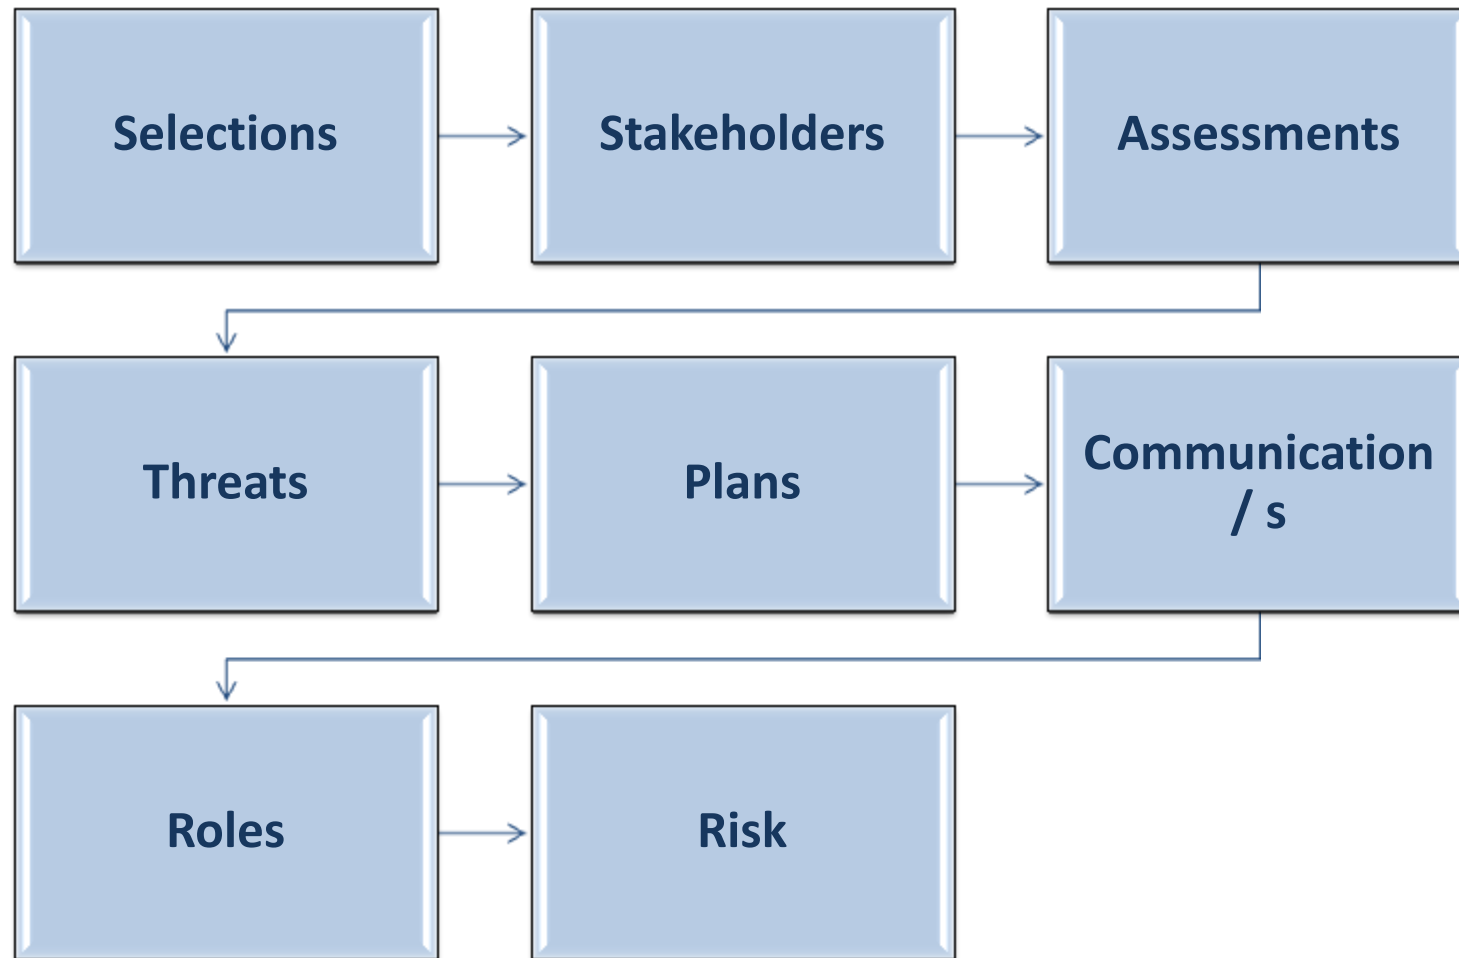 Selections
Stakeholders
Assessments
Threats
Plans
Communication
/ s
Roles
Risk